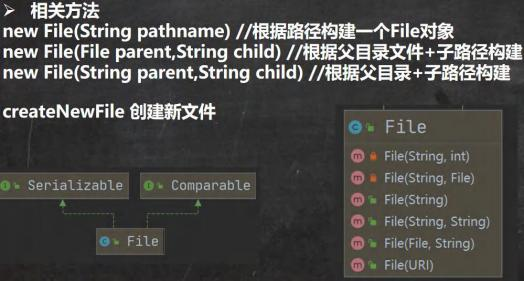 ➢ 相关方法
new File(String pathname) //根据路径构建一个File对象
new File(File parent,String child) //根据父目录文件+子路径构建
new File(String parent,String child) //根据父目录+子路径构建
createNewFile 创建新文件
Serializable
Comparable
File
File
File(String, int)
File(String, File)
File(String)
File(String, String)
File(File, String)
File(URI)